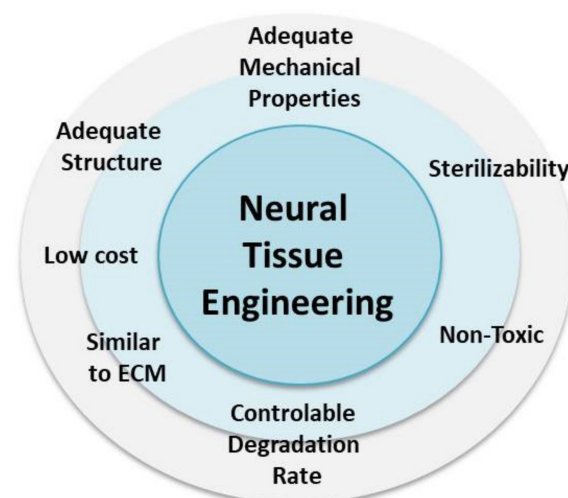 Adequate
Mechanical
Properties
Adequate
Structure
Sterilizability
Neural
Tissue
Engineering
Low cost
Non-Toxic
Similar
to ECM
Controlable
Degradation
Rate